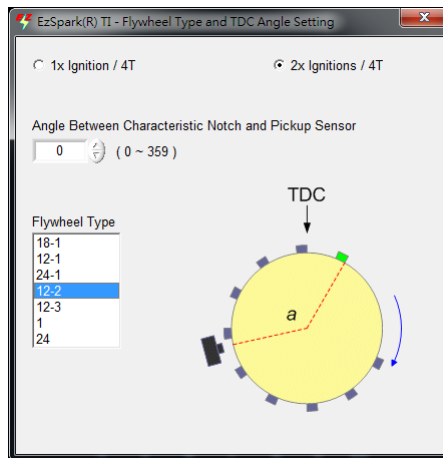 EzSpark(R) TI - Flywheel Type and TDC Angle Setting
1x Ignition / 4T
2x Ignitions / 4T
Angle Between Characteristic Notch and Pickup Sensor
0 ( 0 ~ 359 )
TDC
Flywheel Type
18-1
12-1
24-1
12-2
12-3
1
24
a